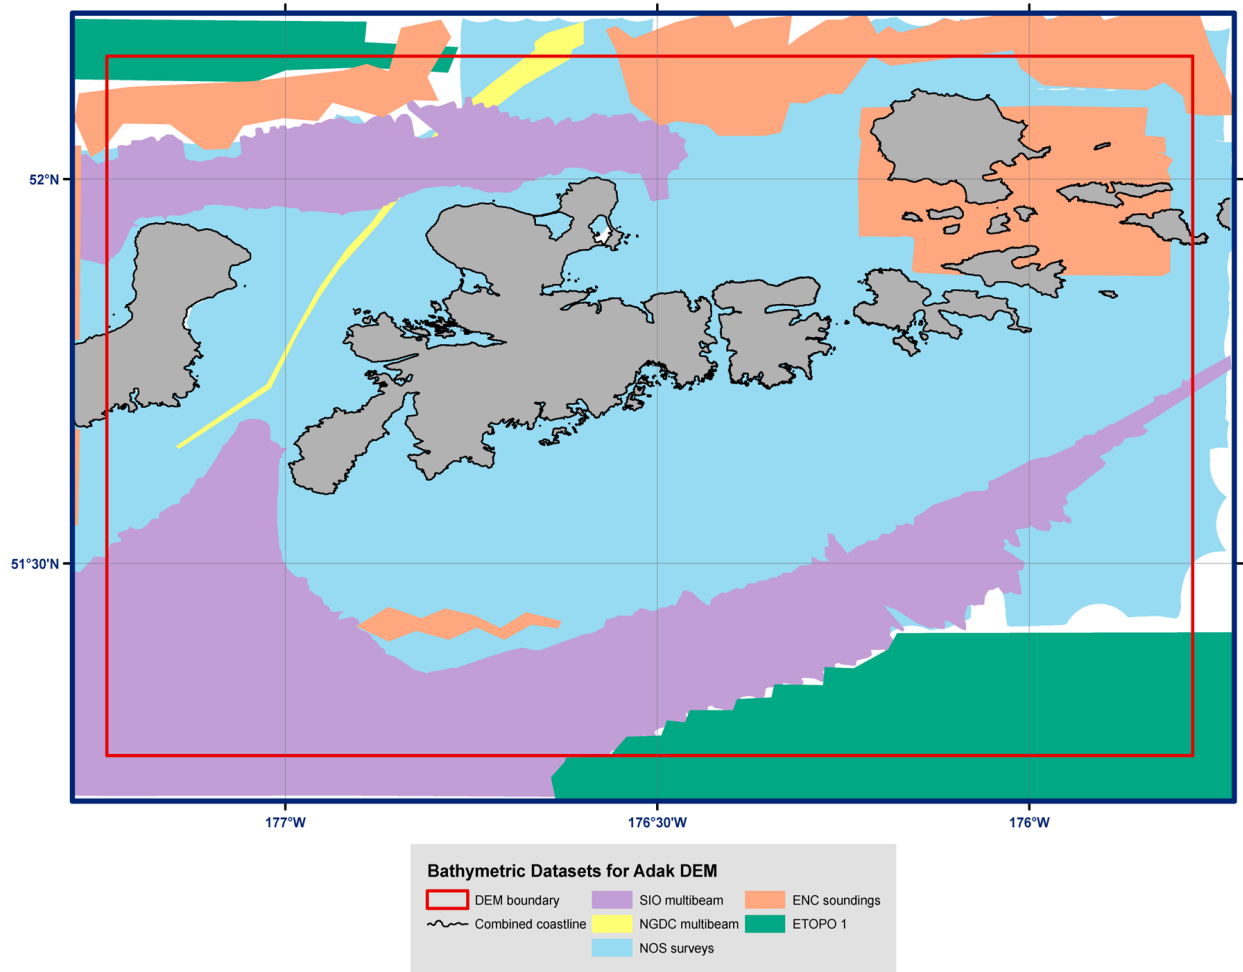 52°N
51°30'N
177°W
176°30'W
176°W
Bathymetric Datasets for Adak DEM
DEM boundary
SIO multibeam
ENC soundings
Combined coastline
NGDC multibeam
ETOPO 1
NOS surveys